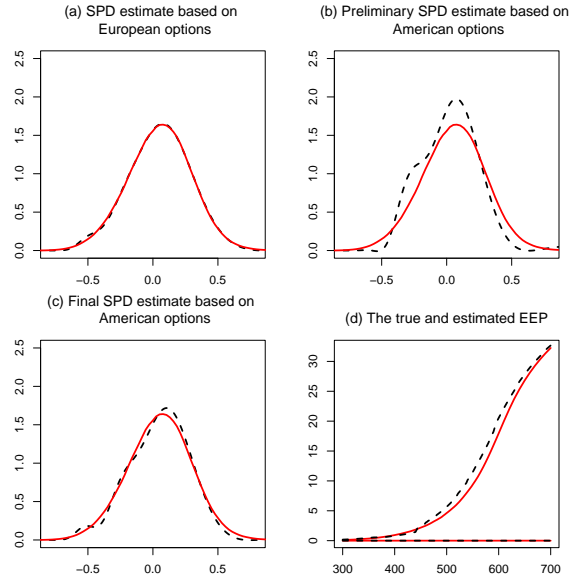 (a) SPD estimate based on
European options
2.5
2.0
1.5
1.0
0.5
0.0
−0.5 0.0 0.5
(b) Preliminary SPD estimate based on
American options
2.5
2.0
1.5
1.0
0.5
0.0
−0.5 0.0 0.5
(c) Final SPD estimate based on
American options
2.5
2.0
1.5
1.0
0.5
0.0
−0.5 0.0 0.5
(d) The true and estimated EEP
30
25
20
15
10
5
0
300 400 500 600 700